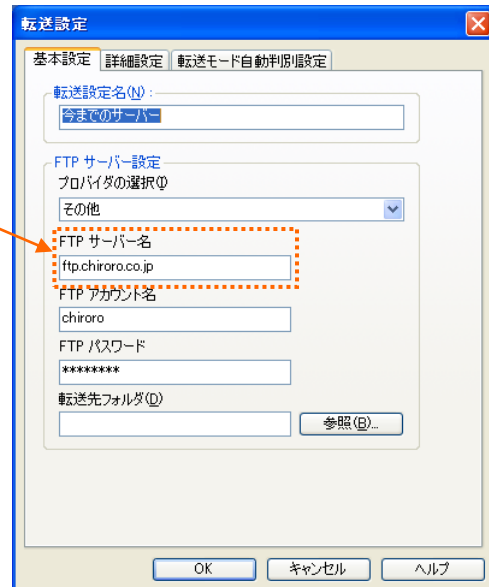 転送設定
基本設定 詳細設定 転送モード自動判別設定
転送設定名(N):
今までのサーバー
FTP サーバー設定
プロバイダの選択(I)
その他
FTP サーバー名
ftp.chiroro.co.jp
FTP アカウント名
chiroro
FTP パスワード
********
転送先フォルダ(D)
参照(B)...
OK キャンセル ヘルプ